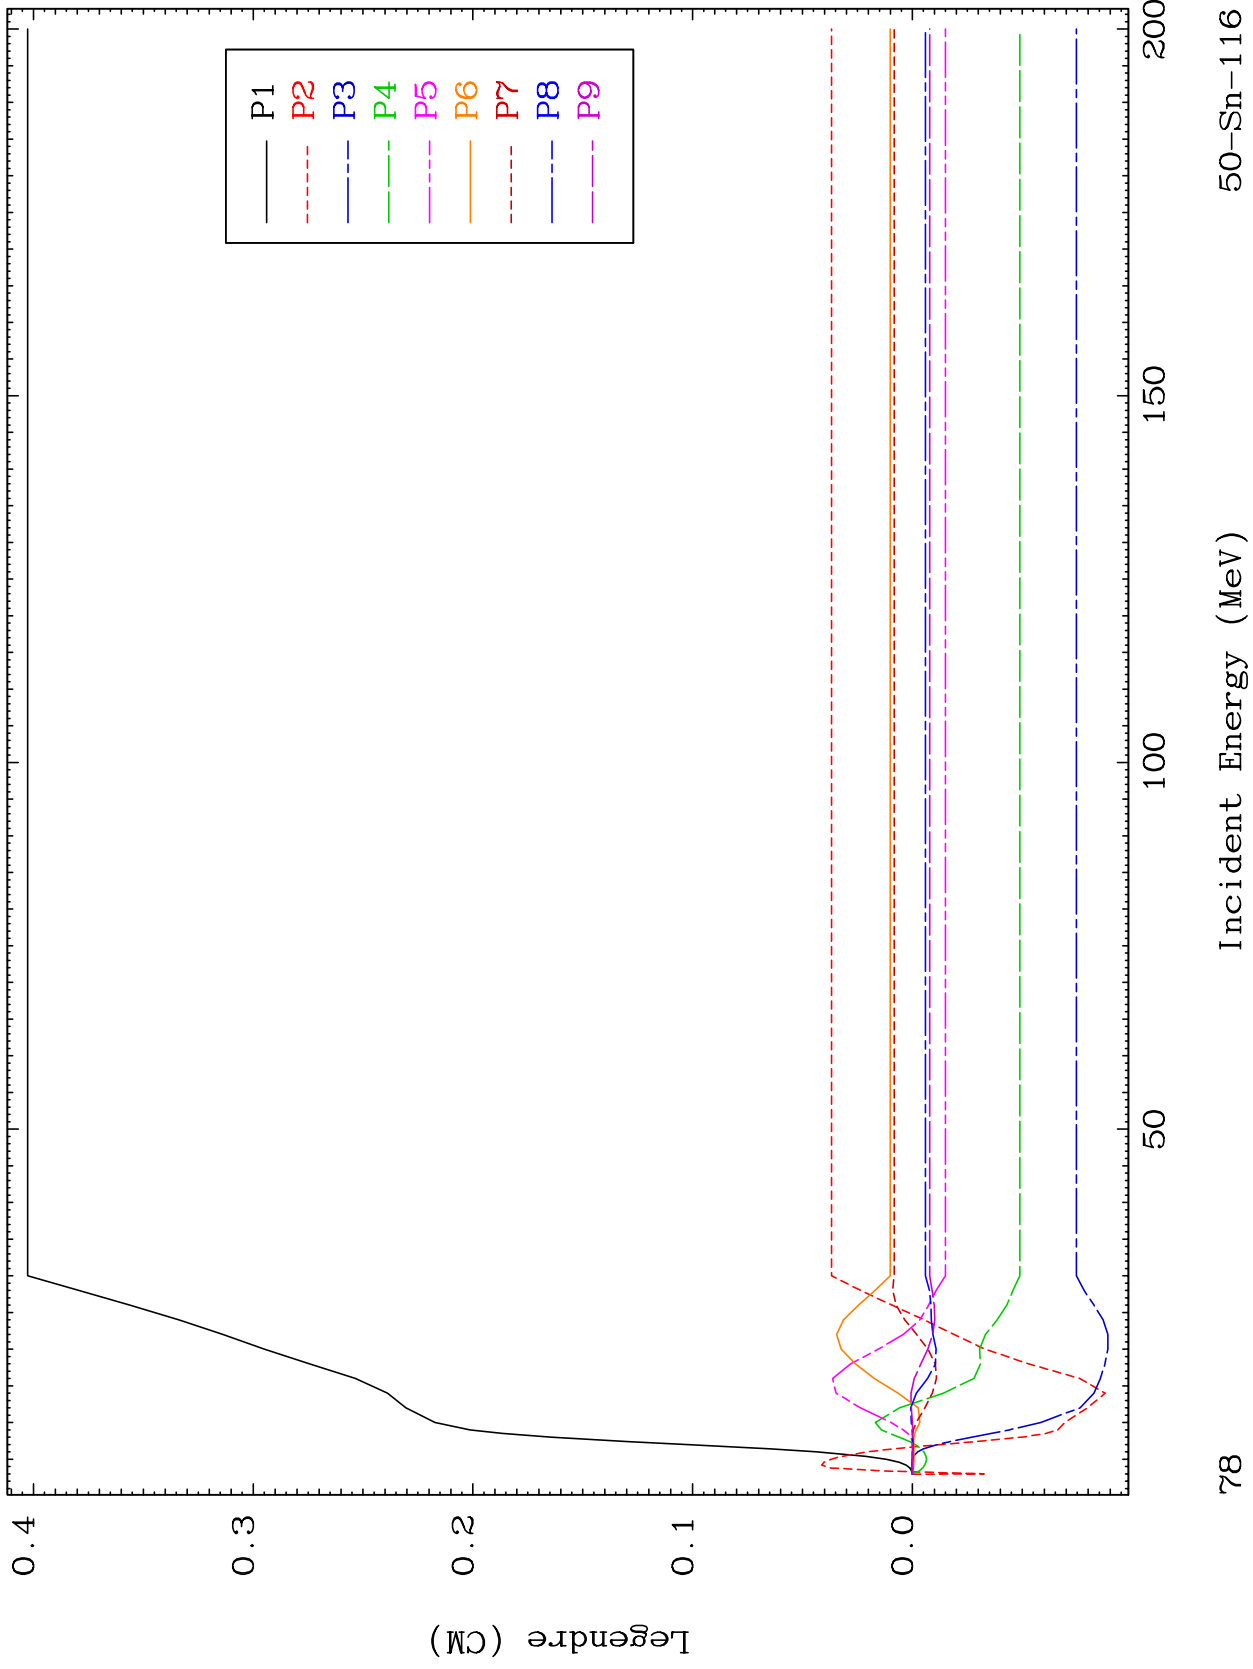 0.4
0.3
0.2
0.1
0.0
Legendre (CM)
P1
P2
P3
P4
P5
P6
P7
P8
P9
50
100
150
200
Incident Energy (MeV)
78
50-Sn-116